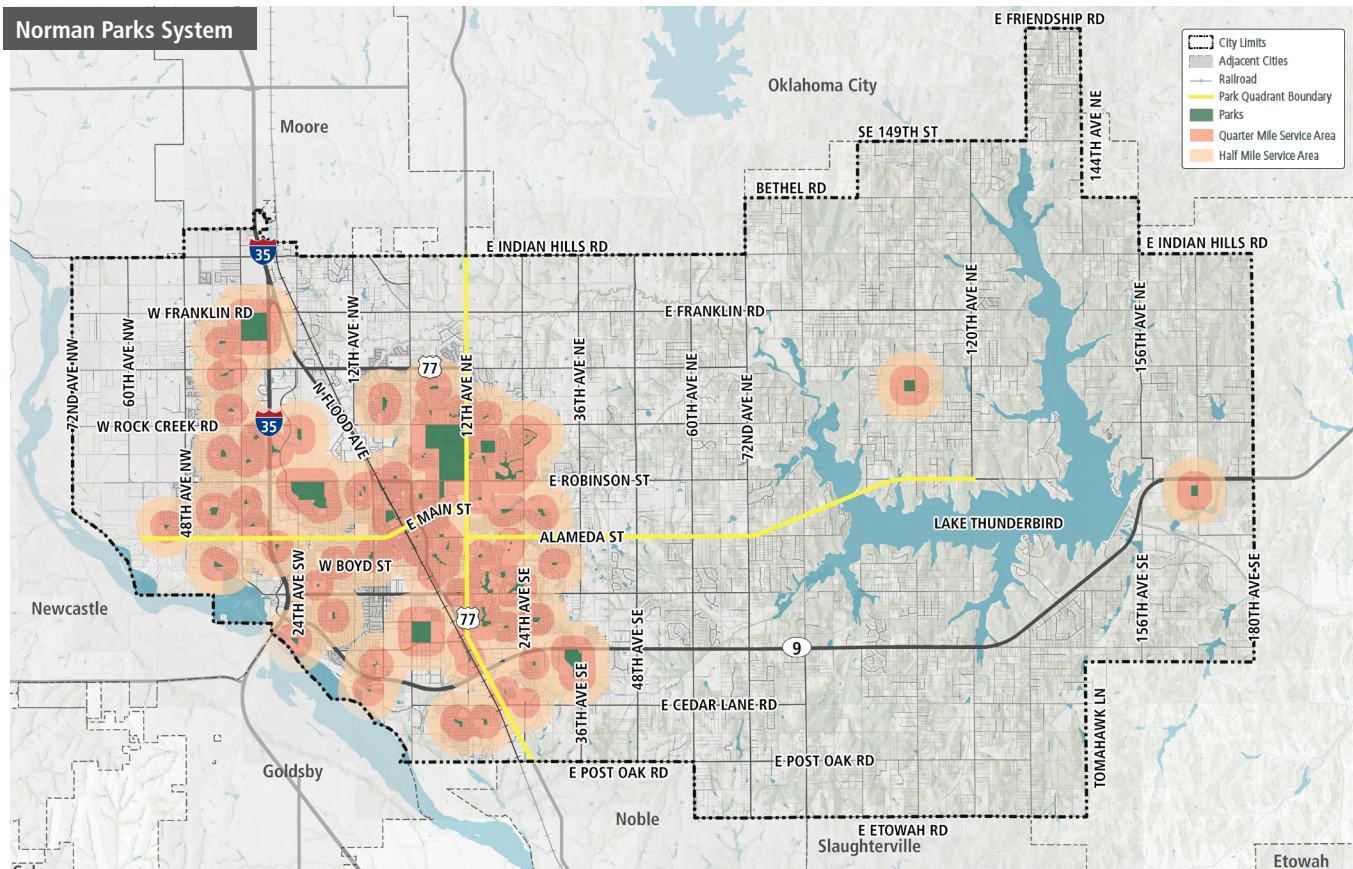 Norman Parks System
E FRIENDSHIP RD
City Limits
Adjacent Cities
Railroad
Park Quadrant Boundary
Parks
Quarter Mile Service Area
Half Mile Service Area
Oklahoma City
Moore
SE 149TH ST
144TH AVE NE
BETHEL RD
E INDIAN HILLS RD
E INDIAN HILLS RD
35
W FRANKLIN RD
E FRANKLIN RD
72ND AVE NW
60TH AVE NW
12TH AVE NW
77
12TH AVE NE
36TH AVE NE
60TH AVE NE
72ND AVE NE
120TH AVE NE
156TH AVE NE
N FLOOD AVE
35
W ROCK CREEK RD
48TH AVE NW
E ROBINSON ST
E MAIN ST
ALAMEDA ST
LAKE THUNDERBIRD
W BOYD ST
24TH AVE SW
24TH AVE SE
Newcastle
77
48TH AVE SE
9
156TH AVE SE
180TH AVE SE
36TH AVE SE
E CEDAR LANE RD
TOMAHAWK LN
Goldsby
E POST OAK RD
E POST OAK RD
Noble
E ETOWAH RD
Slaughterville
Etowah